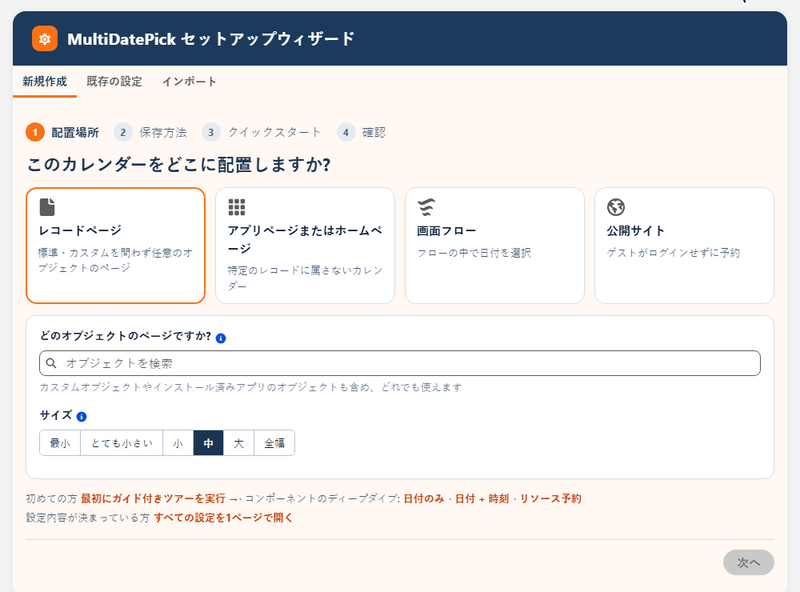 MultiDatePick セットアップウィザード
新規作成 既存の設定 インポート
1 配置場所 2 保存方法 3 クイックスタート 4 確認
このカレンダーをどこに配置しますか?
レコードページ
標準・カスタムを問わず任意のオ
ブジェクトのページ
アプリページまたはホームペ
ージ
特定のレコードに属さないカレン
ダー
画面フロー
フローの中で日付を選択
公開サイト
ゲストがログインせずに予約
どのオブジェクトのページですか?
オブジェクトを検索
カスタムオブジェクトやインストール済みアプリのオブジェクトも含め、どれでも使えます
サイズ
最小 とても小さい 小 中 大 全幅
初めての方 最初にガイド付きツアーを実行 →· コンポーネントのディープダイブ: 日付のみ · 日付 + 時刻 · リソース予約
設定内容が決まっている方 すべての設定を1ページで開く
次へ